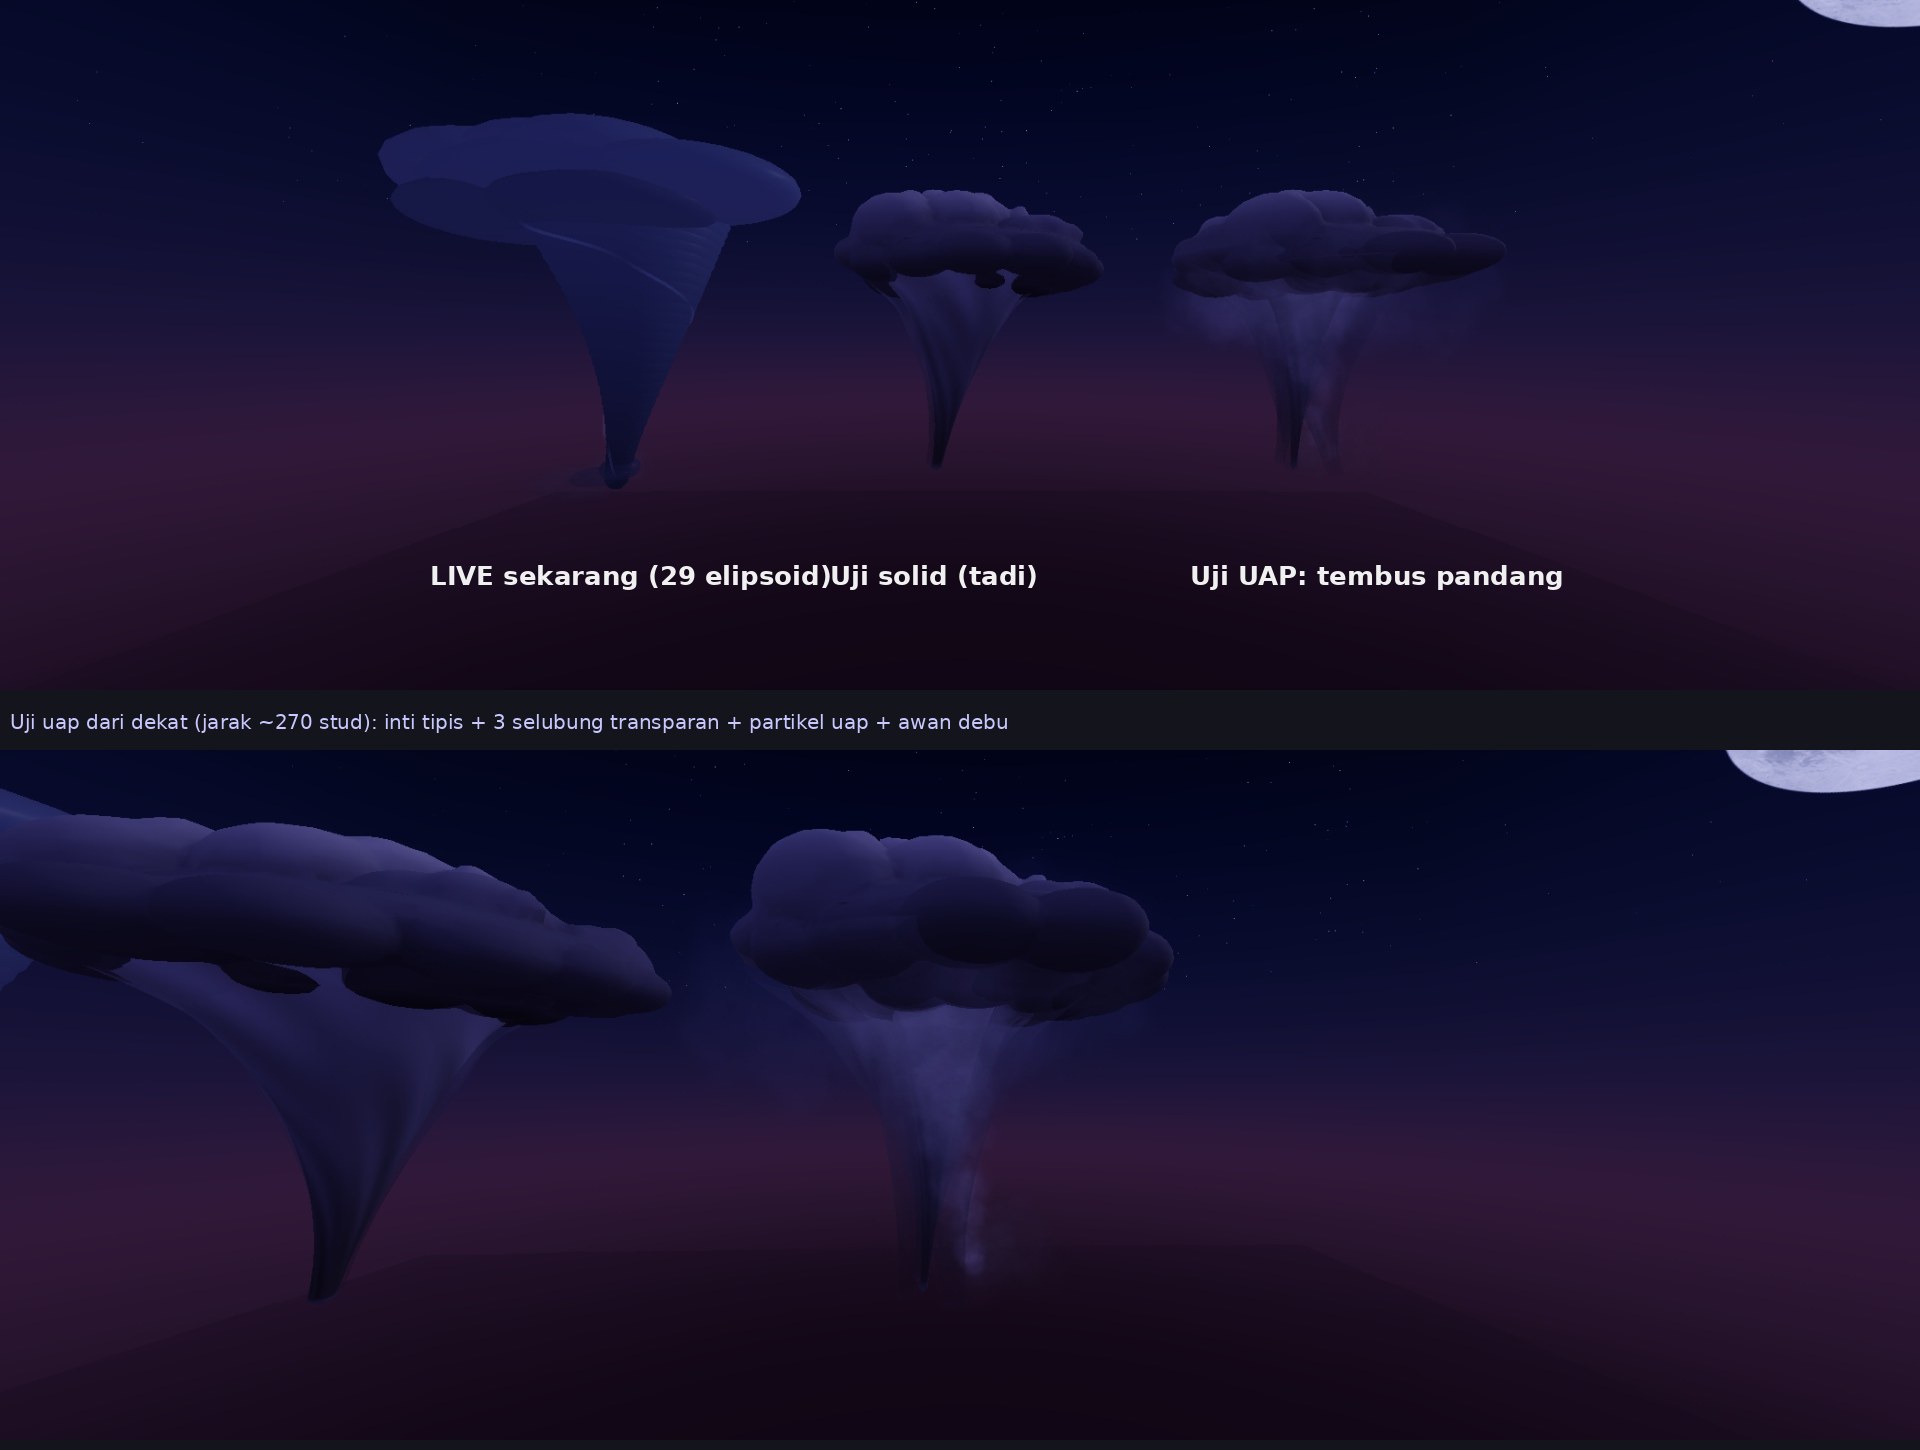 LIVE sekarang (29 elipsoid)
Uji solid (tadi)
Uji UAP: tembus pandang
Uji uap dari dekat (jarak ~270 stud): inti tipis + 3 selubung transparan + partikel uap + awan debu